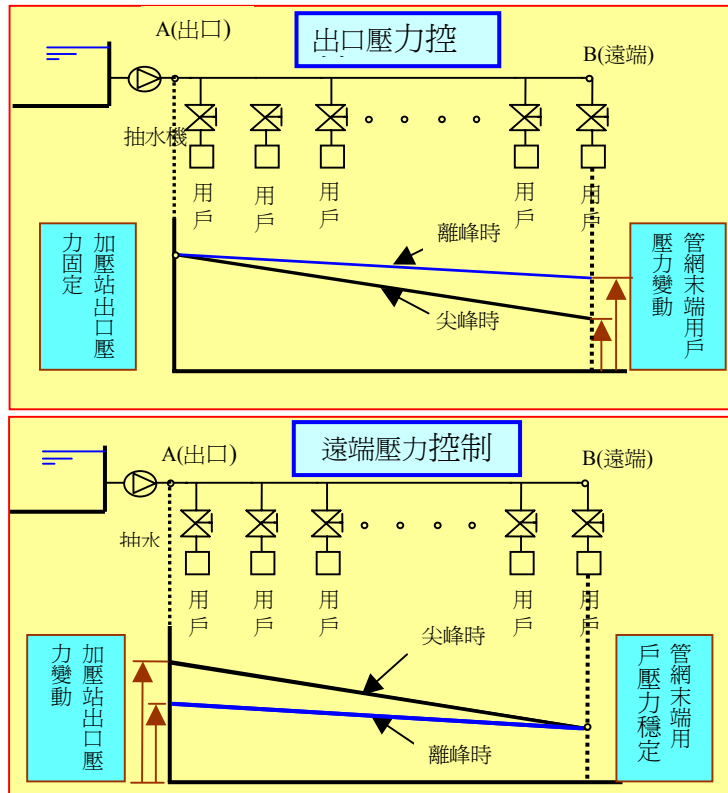 出口壓力控
A(出口)
B(遠端)
抽水機
用戶
用戶
用戶
用戶
用戶
加壓站出口壓
力固定
離峰時
尖峰時
管網末端用戶
壓力變動
遠端壓力控制
A(出口)
B(遠端)
抽水
用戶
用戶
用戶
用戶
用戶
加壓站出口壓
力變動
尖峰時
離峰時
管網末端用
戶壓力穩定